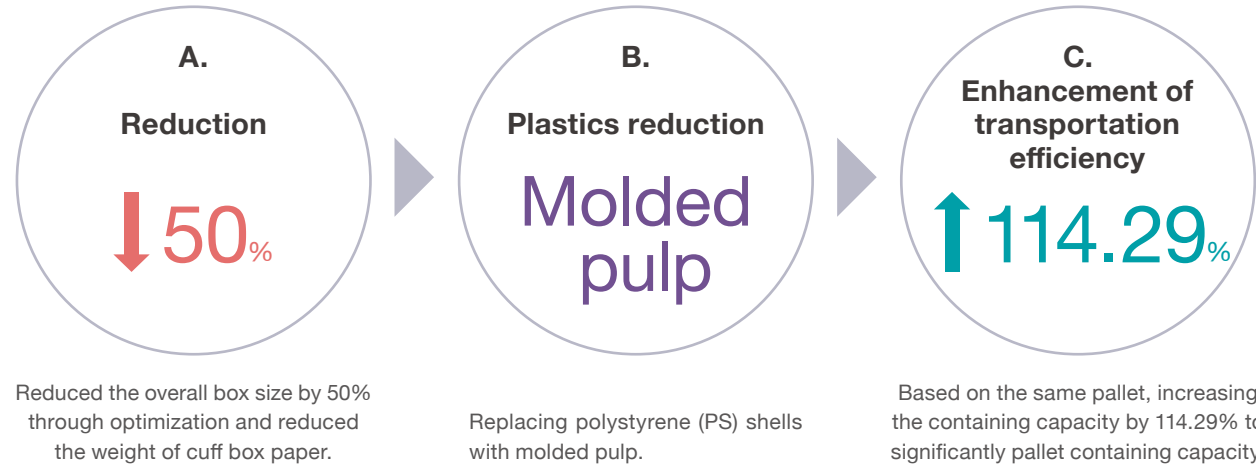 A.
Reduction
↓ 50%
Reduced the overall box size by 50%
through optimization and reduced
the weight of cuff box paper.
B.
Plastics reduction
Molded
pulp
Replacing polystyrene (PS) shells
with molded pulp.
C.
Enhancement of
transportation
efficiency
↑ 114.29%
Based on the same pallet, increasing
the containing capacity by 114.29% to
significantly pallet containing capacity